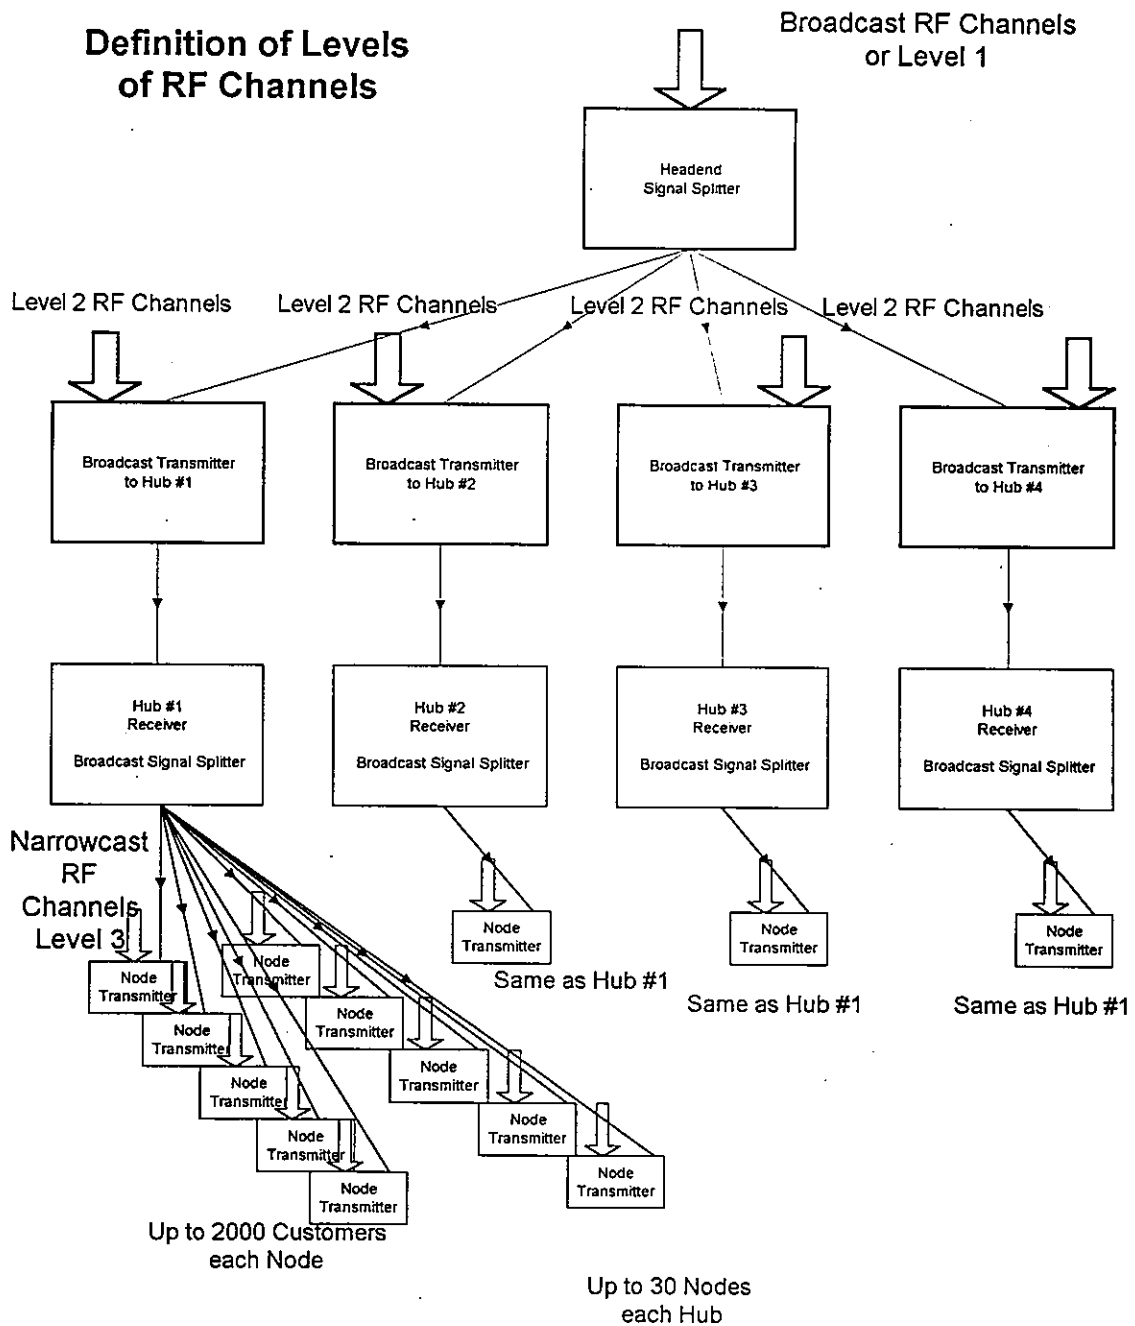 Definition of Levels
of RF Channels
Broadcast RF Channels
or Level 1
Headend
Signal Splitter
Level 2 RF Channels
Level 2 RF Channels
Level 2 RF Channels
Level 2 RF Channels
Broadcast Transmitter
to Hub #1
Broadcast Transmitter
to Hub #2
Broadcast Transmitter
to Hub #3
Broadcast Transmitter
to Hub #4
Hub #1
Receiver
Broadcast Signal Splitter
Hub #2
Receiver
Broadcast Signal Splitter
Hub #3
Receiver
Broadcast Signal Splitter
Hub #4
Receiver
Broadcast Signal Splitter
Narrowcast
RF
Channels
Level 3
Node
Transmitter
Node
Transmitter
Node
Transmitter
Node
Transmitter
Node
Transmitter
Node
Transmitter
Node
Transmitter
Node
Transmitter
Node
Transmitter
Node
Transmitter
Up to 2000 Customers
each Node
Up to 30 Nodes
each Hub
Node
Transmitter
Same as Hub #1
Node
Transmitter
Same as Hub #1
Node
Transmitter
Same as Hub #1